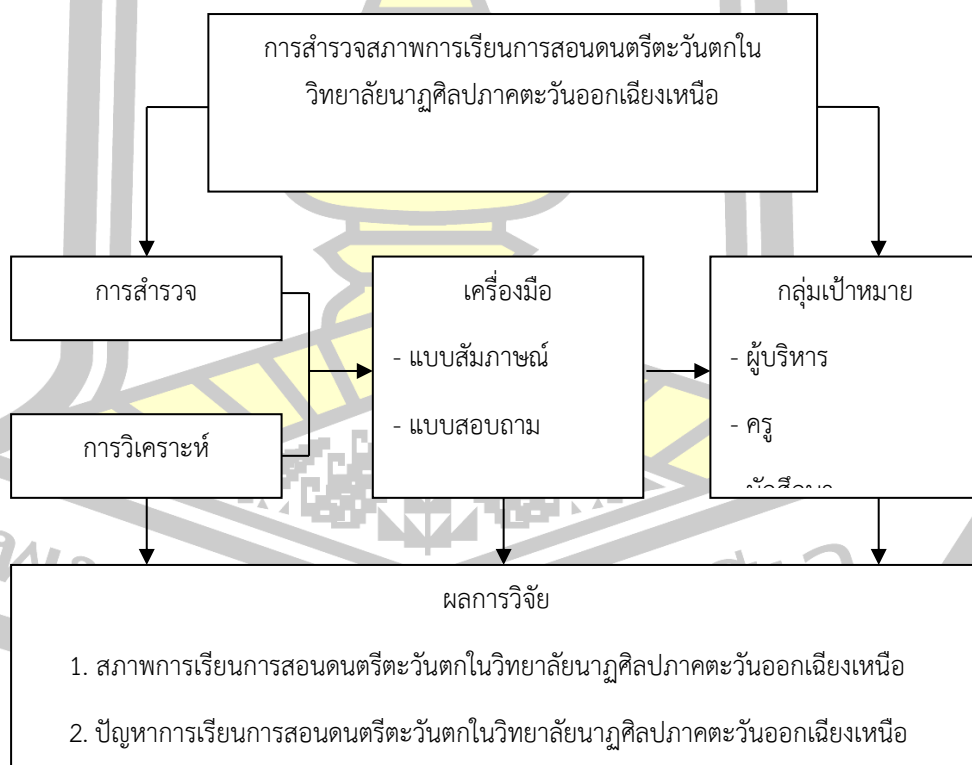 การสำรวจสภาพการเรียนการสอนดนตรีตะวันตกใน
วิทยาลัยนาฏศิลปภาคตะวันออกเฉียงเหนือ
การสำรวจ
การวิเคราะห์
เครื่องมือ
- แบบสัมภาษณ์
- แบบสอบถาม
กลุ่มเป้าหมาย
- ผู้บริหาร
- ครู
ผลการวิจัย
1. สภาพการเรียนการสอนดนตรีตะวันตกในวิทยาลัยนาฏศิลปภาคตะวันออกเฉียงเหนือ
2. ปัญหาการเรียนการสอนดนตรีตะวันตกในวิทยาลัยนาฏศิลปภาคตะวันออกเฉียงเหนือ